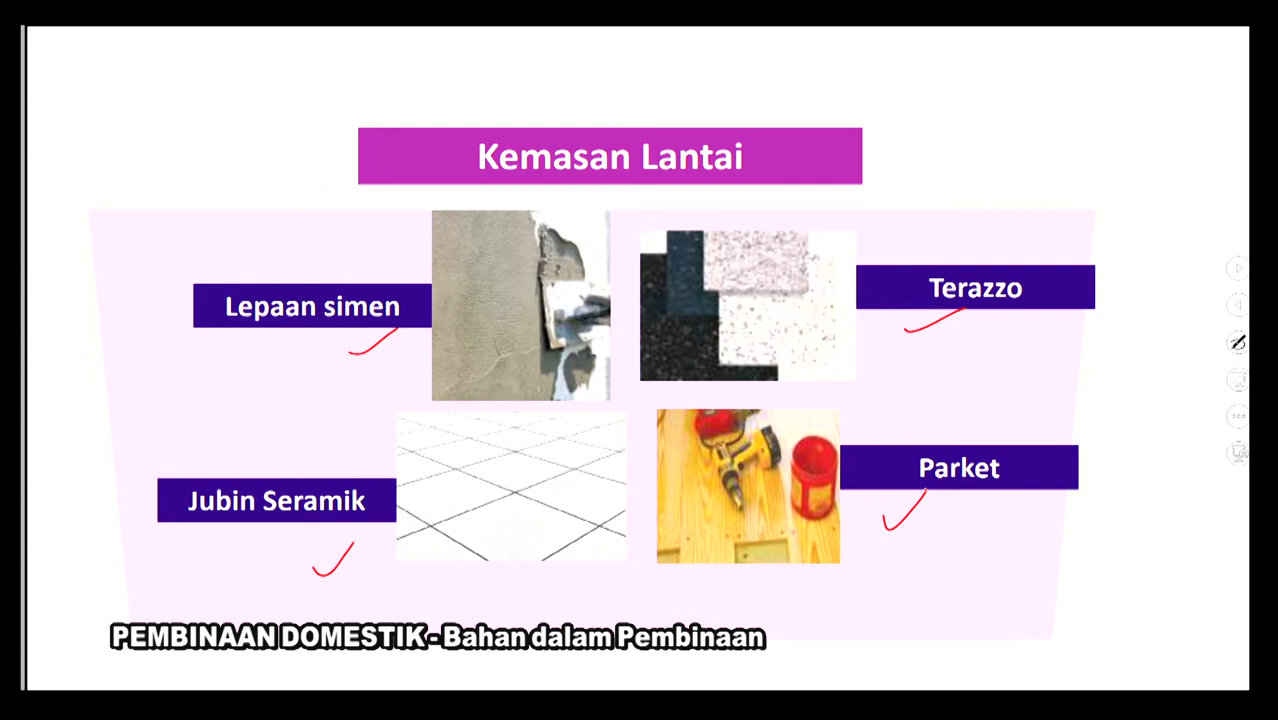 Kemasan Lantai
Lepaan simen
Terazzo
Jubin Seramik
Parket
PEMBINAAN DOMESTIK - Bahan dalam Pembinaan